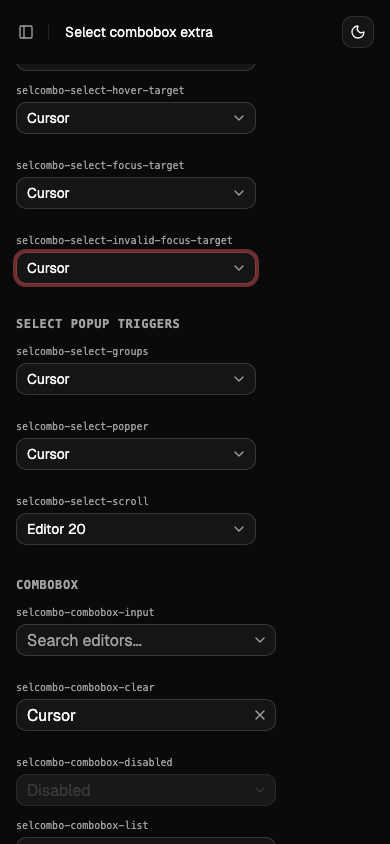 Select combobox extra
selcombo-select-hover-target
Cursor
selcombo-select-focus-target
Cursor
selcombo-select-invalid-focus-target
Cursor
SELECT POPUP TRIGGERS
selcombo-select-groups
Cursor
selcombo-select-popper
Cursor
selcombo-select-scroll
Editor 20
COMBOBOX
selcombo-combobox-input
Search editors...
selcombo-combobox-clear
Cursor
selcombo-combobox-disabled
Disabled
selcombo-combobox-list